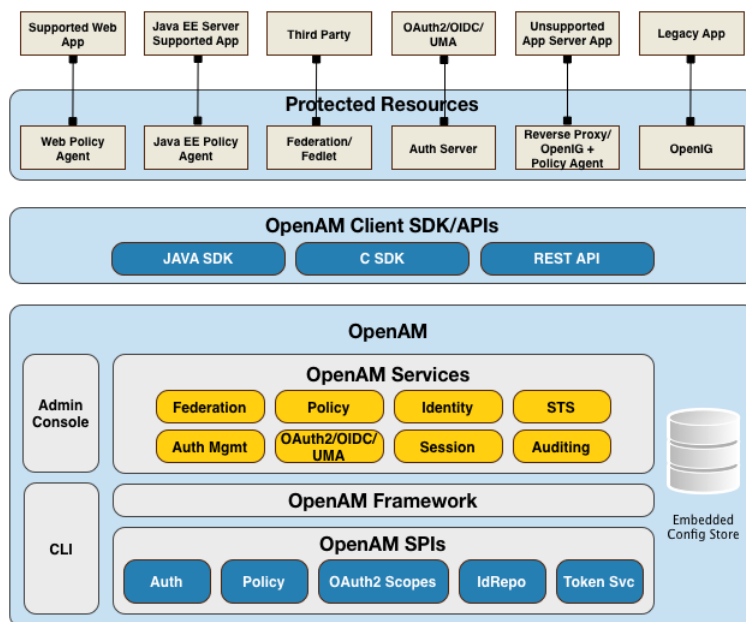 Supported Web
App
Java EE Server
Supported App
Third Party
OAuth2/OIDC/
UMA
Unsupported
App Server App
Legacy App
Protected Resources
Web Policy
Agent
Java EE Policy
Agent
Federation/
Fedlet
Auth Server
Reverse Proxy/
OpenIG +
Policy Agent
OpenIG
OpenAM Client SDK/APIs
JAVA SDK
C SDK
REST API
OpenAM
Admin
Console
OpenAM Services
Federation
Policy
Identity
STS
Auth Mgmt
OAuth2/OIDC/
UMA
Session
Auditing
CLI
OpenAM Framework
OpenAM SPIs
Auth
Policy
OAuth2 Scopes
IdRepo
Token Svc
Embedded
Config Store